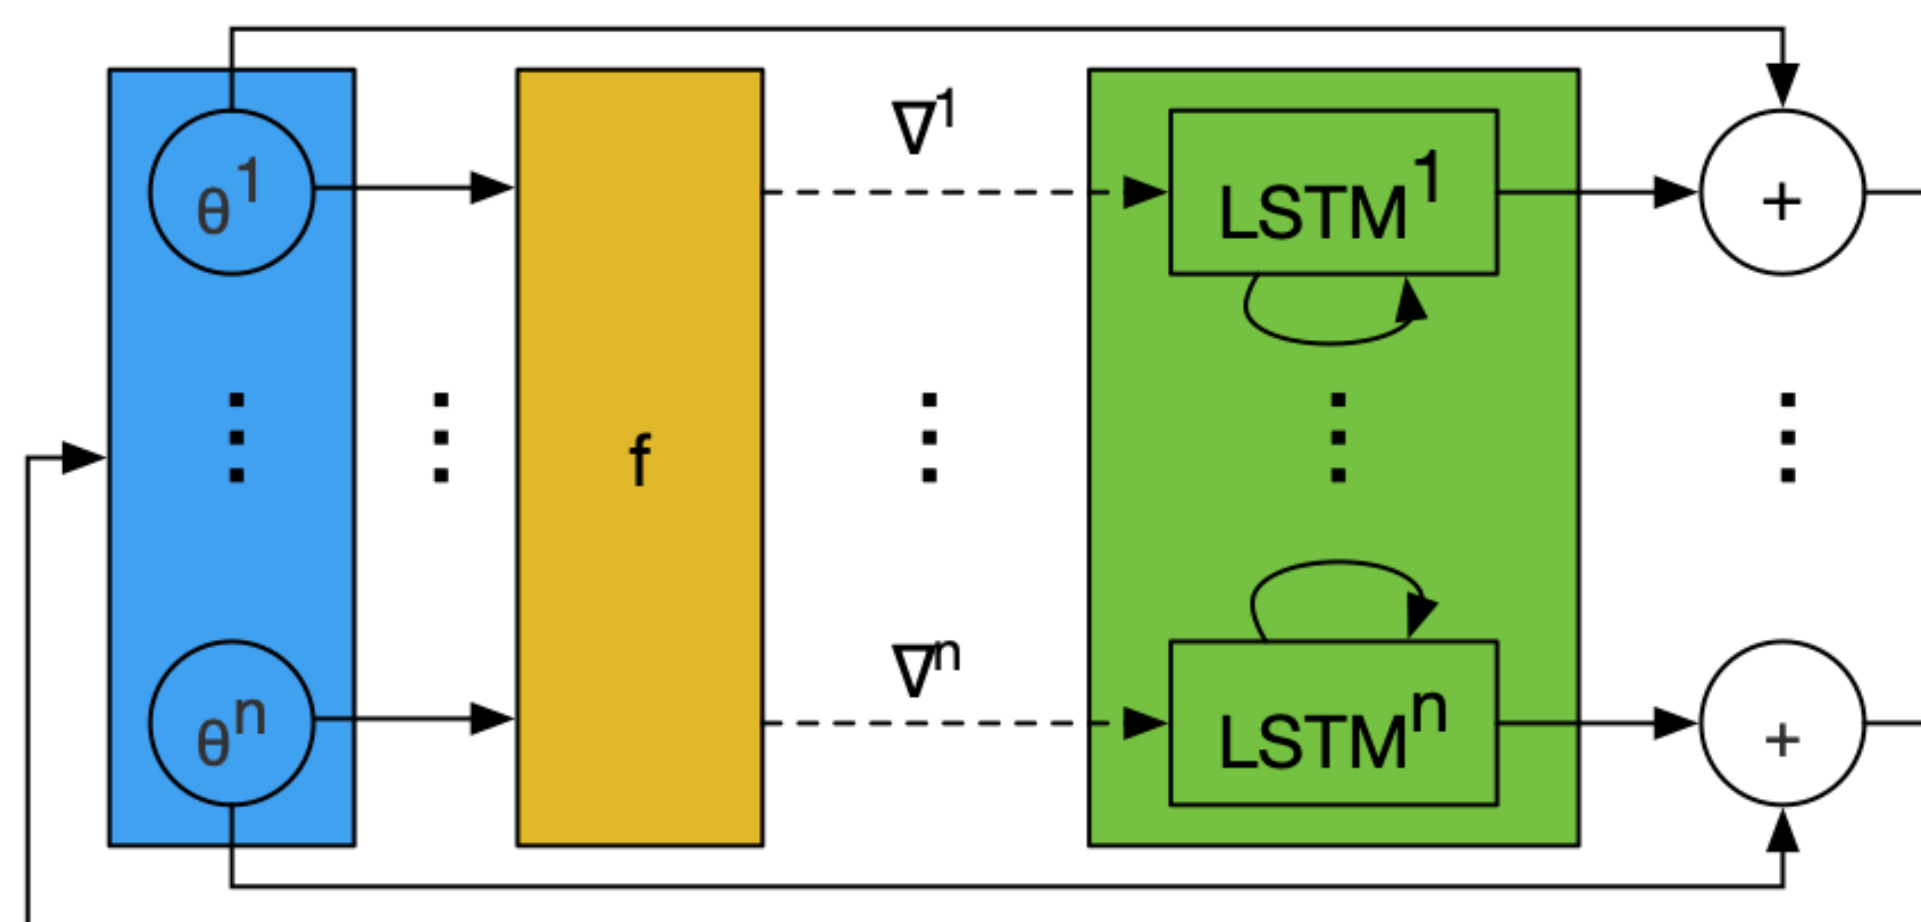 θ¹
∇¹
LSTM¹
+
⋮ ⋮ ⋮ ⋮ ⋮
f
θⁿ
∇ⁿ
LSTMⁿ
+